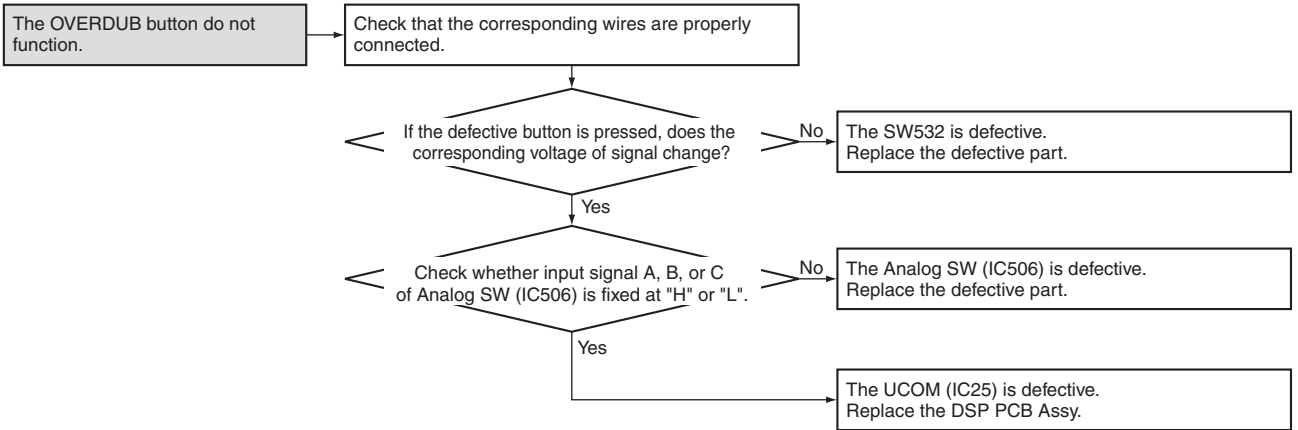 The OVERDUB button do not
function.
Check that the corresponding wires are properly
connected.
If the defective button is pressed, does the
corresponding voltage of signal change?
No
The SW532 is defective.
Replace the defective part.
Yes
Check whether input signal A, B, or C
of Analog SW (IC506) is fixed at "H" or "L".
No
The Analog SW (IC506) is defective.
Replace the defective part.
Yes
The UCOM (IC25) is defective.
Replace the DSP PCB Assy.